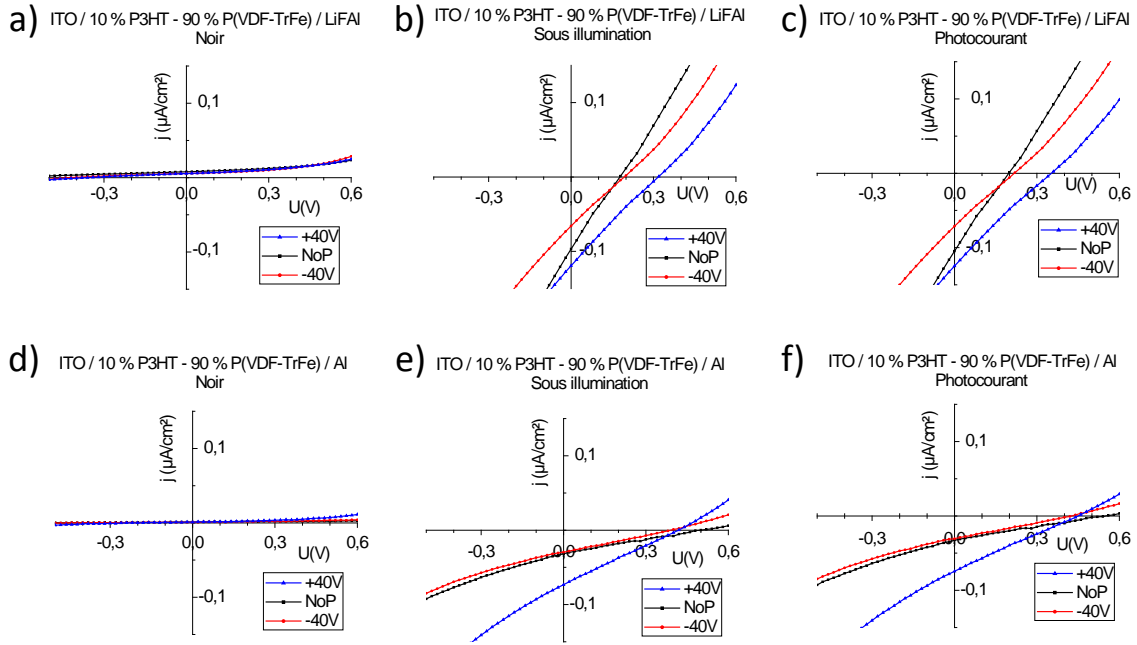 a)
ITO / 10 % P3HT - 90 % P(VDF-TrFe) / LiFAl
Noir
j (µA/cm²)
0,1
-0,3
0,3
0,6
U(V)
-0,1
+40V
NoP
-40V
b)
ITO / 10 % P3HT - 90 % P(VDF-TrFe) / LiFAl
Sous illumination
j (µA/cm²)
0,1
0,0
0,3
0,6
U(V)
-0,1
+40V
NoP
-40V
c)
ITO / 10 % P3HT - 90 % P(VDF-TrFe) / LiFAl
Photocourant
j (µA/cm²)
0,1
0,0
0,3
0,6
U(V)
-0,1
+40V
NoP
-40V
d)
ITO / 10 % P3HT - 90 % P(VDF-TrFe) / Al
Noir
j (µA/cm²)
0,1
-0,3
0,0
0,3
0,6
U(V)
-0,1
+40V
NoP
-40V
e)
ITO / 10 % P3HT - 90 % P(VDF-TrFe) / Al
Sous illumination
j (µA/cm²)
0,1
-0,3
0,0
0,3
0,6
U(V)
-0,1
+40V
NoP
-40V
f)
ITO / 10 % P3HT - 90 % P(VDF-TrFe) / Al
Photocourant
j (µA/cm²)
0,1
-0,3
0,0
0,3
0,6
U(V)
-0,1
+40V
NoP
-40V